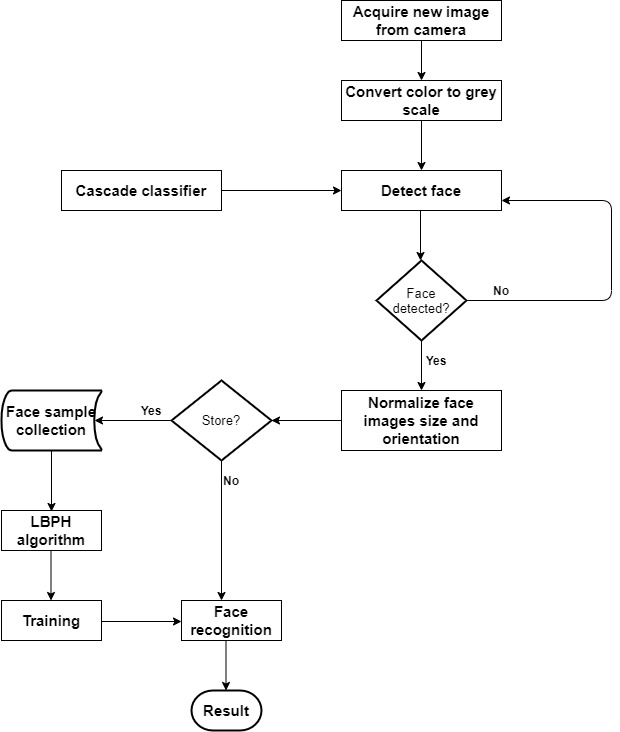 Acquire new image
from camera
Convert color to grey
scale
Cascade classifier
Detect face
Face
detected?
No
Yes
Normalize face
images size and
orientation
Store?
Yes
Face sample
collection
No
LBPH
algorithm
Training
Face
recognition
Result